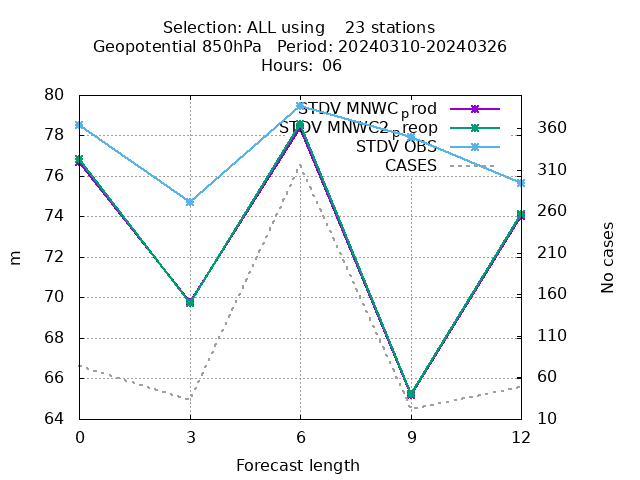 Selection: ALL using 23 stations
Geopotential 850hPa Period: 20240310-20240326
Hours: 06
STDV MNWC_prod
STDV MNWC2_preop
STDV OBS
CASES
80
78
76
74
72
70
68
66
64
m
360
310
260
210
160
110
60
10
No cases
0 3 6 9 12
Forecast length